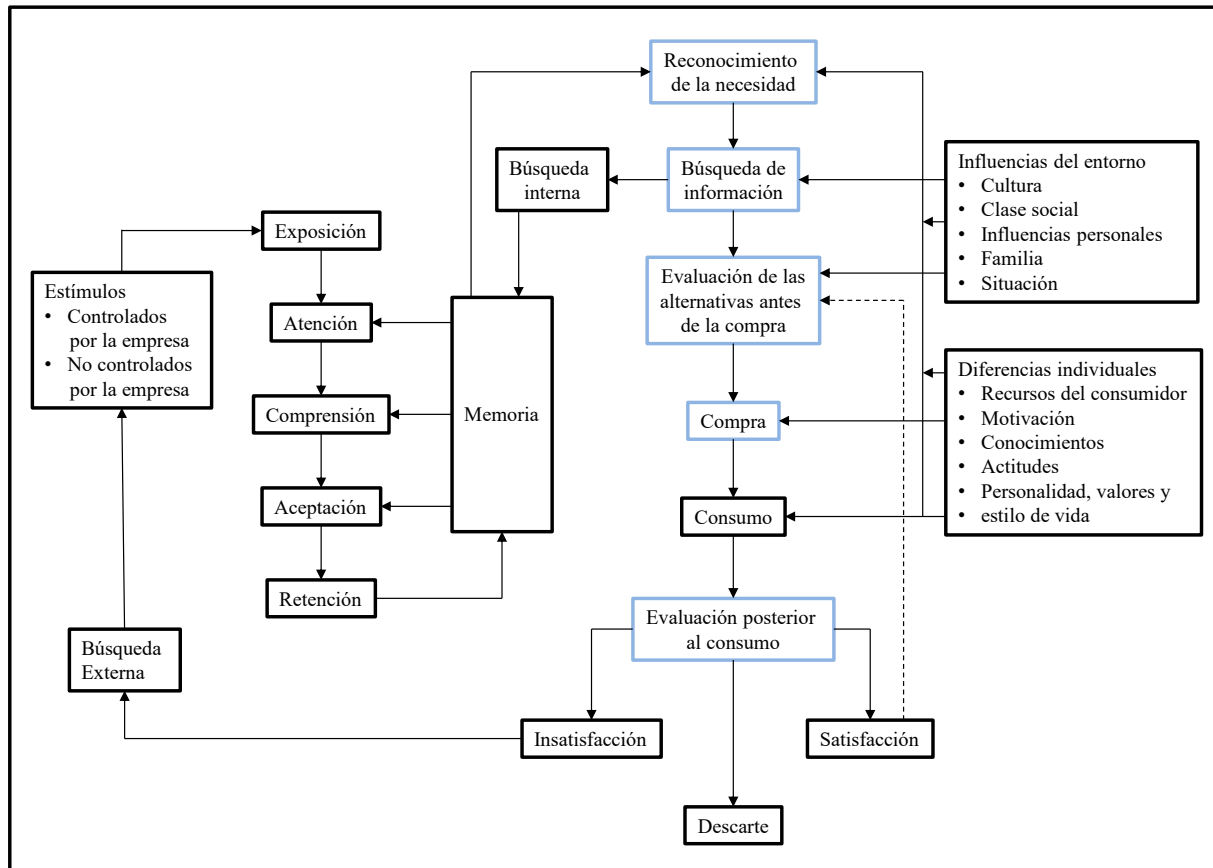 Reconocimiento
de la necesidad
Búsqueda
interna
Búsqueda de
información
Influencias del entorno
• Cultura
• Clase social
• Influencias personales
• Familia
• Situación
Exposición
Estímulos
• Controlados
por la empresa
• No controlados
por la empresa
Atención
Comprensión
Aceptación
Retención
Memoria
Evaluación de las
alternativas antes
de la compra
Compra
Consumo
Diferencias individuales
• Recursos del consumidor
• Motivación
• Conocimientos
• Actitudes
• Personalidad, valores y
• estilo de vida
Evaluación posterior
al consumo
Búsqueda
Externa
Insatisfacción
Satisfacción
Descarte